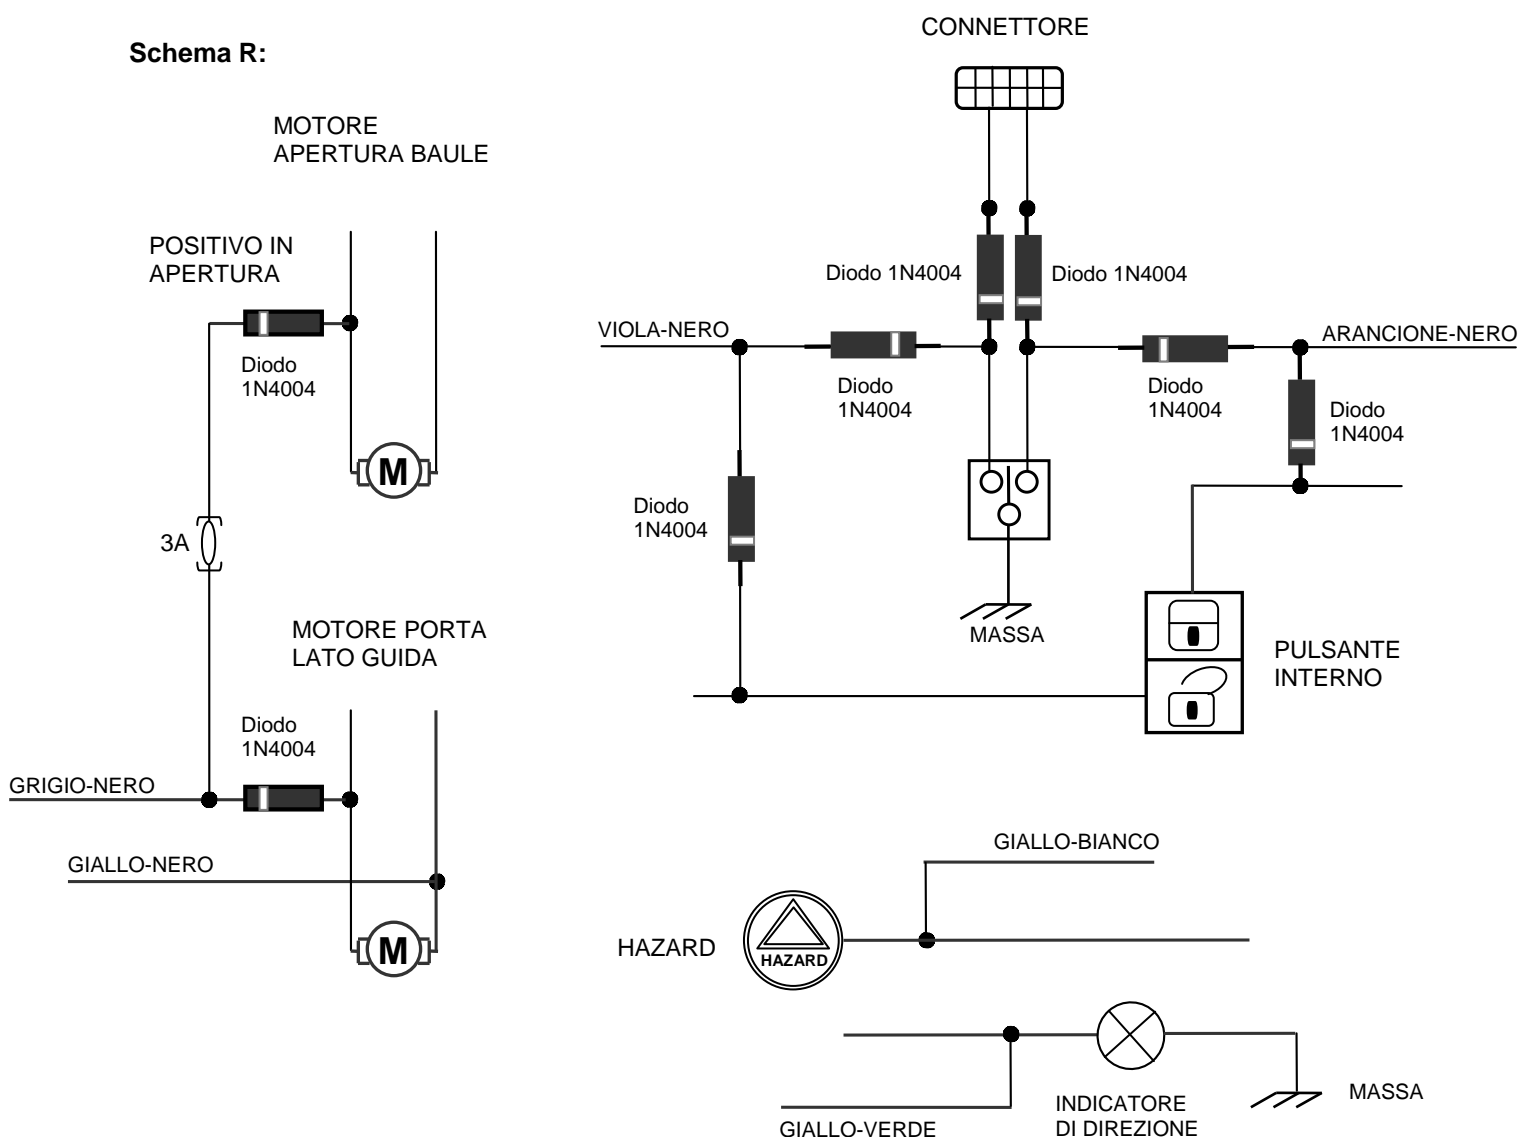 Schema R:
CONNETTORE
MOTORE
APERTURA BAULE
POSITIVO IN
APERTURA
Diodo 1N4004
Diodo 1N4004
VIOLA-NERO
ARANCIONE-NERO
Diodo
1N4004
Diodo
1N4004
Diodo
1N4004
Diodo
1N4004
M
Diodo
1N4004
3A
MASSA
MOTORE PORTA
LATO GUIDA
PULSANTE
INTERNO
Diodo
1N4004
GRIGIO-NERO
GIALLO-NERO
M
GIALLO-BIANCO
HAZARD
HAZARD
MASSA
INDICATORE
DI DIREZIONE
GIALLO-VERDE